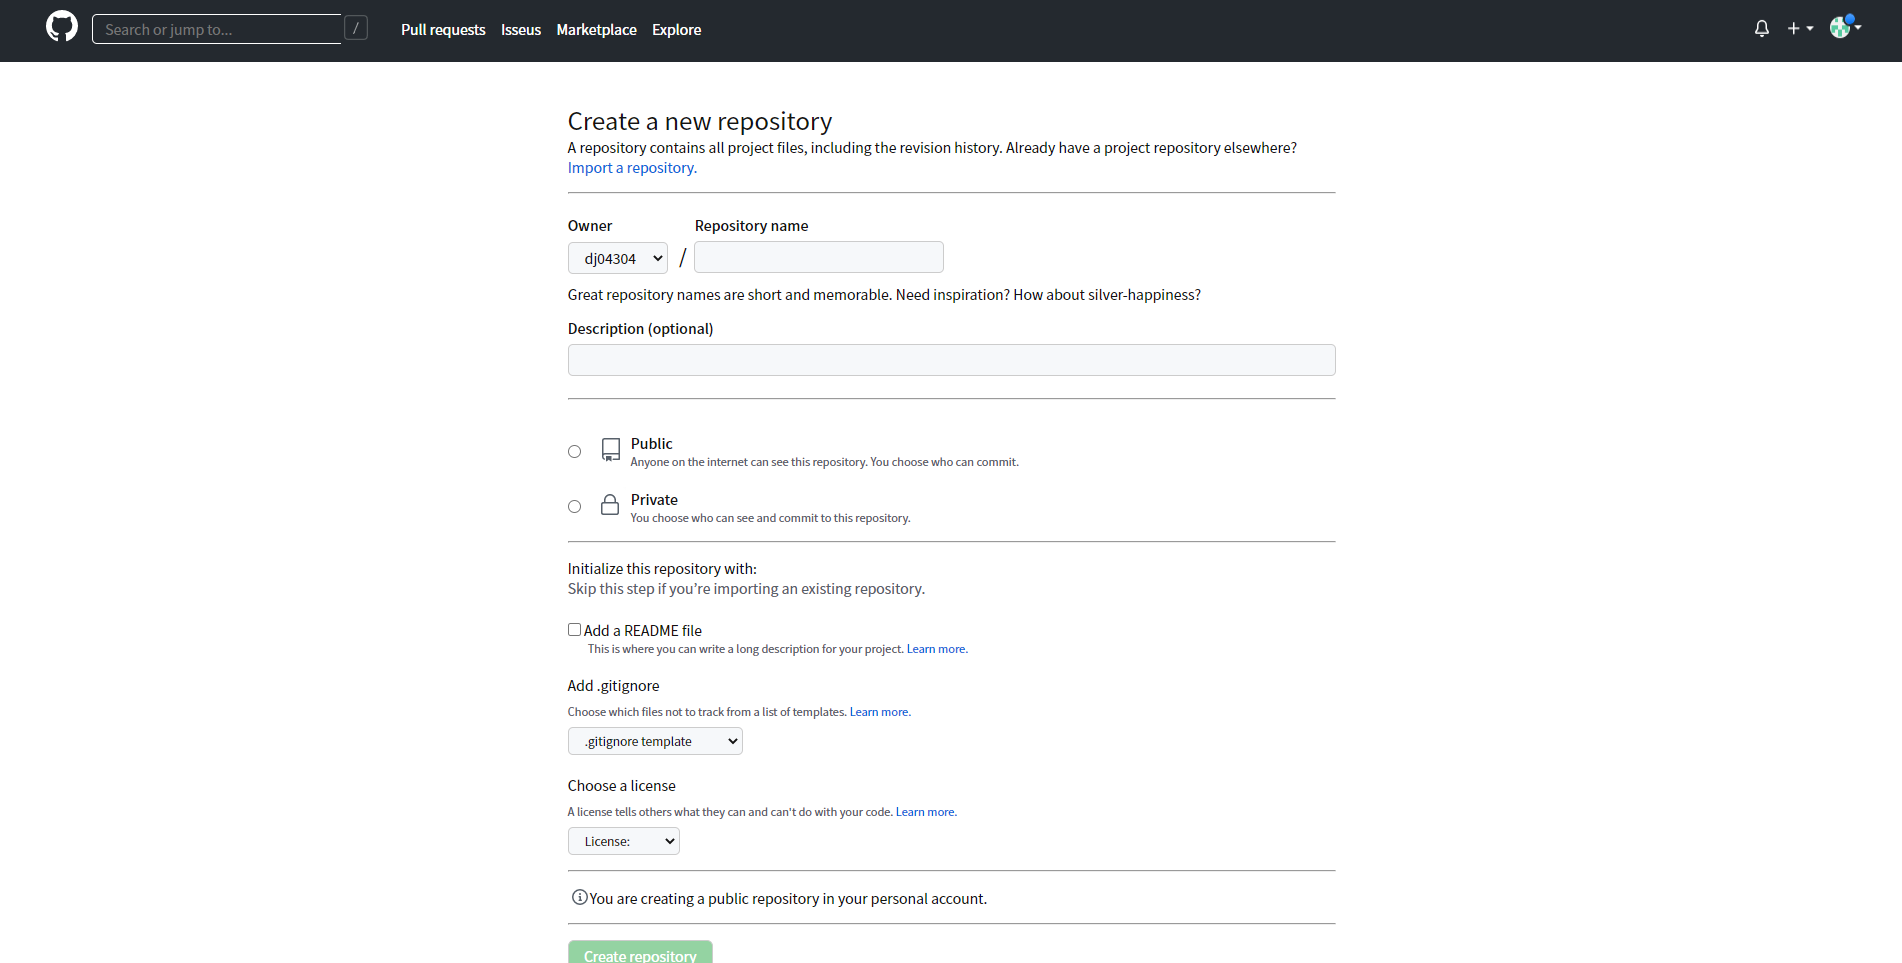 Search or jump to...
/
Pull requests Isseus Marketplace Explore
Create a new repository
A repository contains all project files, including the revision history. Already have a project repository elsewhere?
Import a repository.
Owner Repository name
dj04304 /
Great repository names are short and memorable. Need inspiration? How about silver-happiness?
Description (optional)
Public
Anyone on the internet can see this repository. You choose who can commit.
Private
You choose who can see and commit to this repository.
Initialize this repository with:
Skip this step if you’re importing an existing repository.
Add a README file
This is where you can write a long description for your project. Learn more.
Add .gitignore
Choose which files not to track from a list of templates. Learn more.
.gitignore template
Choose a license
A license tells others what they can and can't do with your code. Learn more.
License:
You are creating a public repository in your personal account.
Create repository